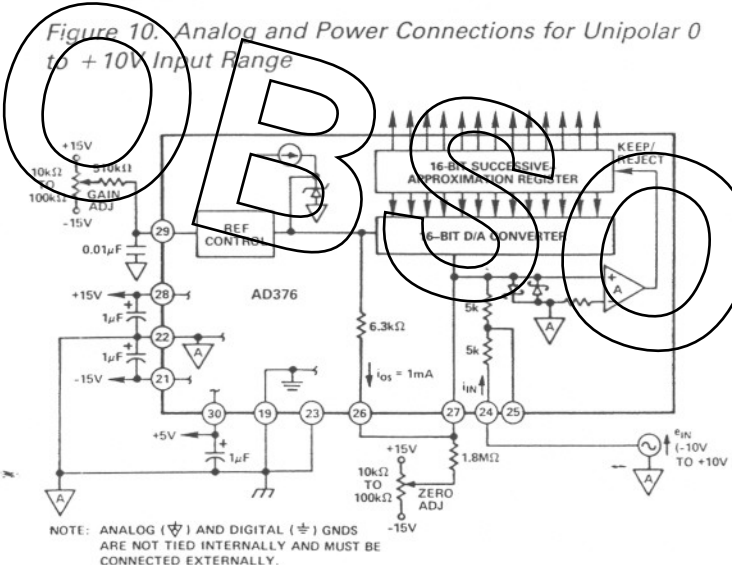 Figure 10. Analog and Power Connections for Unipolar 0
to +10V Input Range
OBSO
+15V
10kΩ
TO
100kΩ
510kΩ
GAIN
ADJ
-15V
0.01µF
29
REF
CONTROL
16-BIT SUCCESSIVE-
APPROXIMATION REGISTER
KEEP/
REJECT
16-BIT D/A CONVERTER
+
A
-
A
AD376
+15V
28
+
1µF
22
A
1µF
-15V
21
6.3kΩ
iOS = 1mA
5k
5k
iIN
30
19
23
26
27
24
25
+5V
+
1µF
A
+15V
10kΩ
TO
100kΩ
ZERO
ADJ
-15V
1.8MΩ
eIN
(-10V
TO +10V
A
NOTE: ANALOG (A) AND DIGITAL ( ) GNDS
ARE NOT TIED INTERNALLY AND MUST BE
CONNECTED EXTERNALLY.